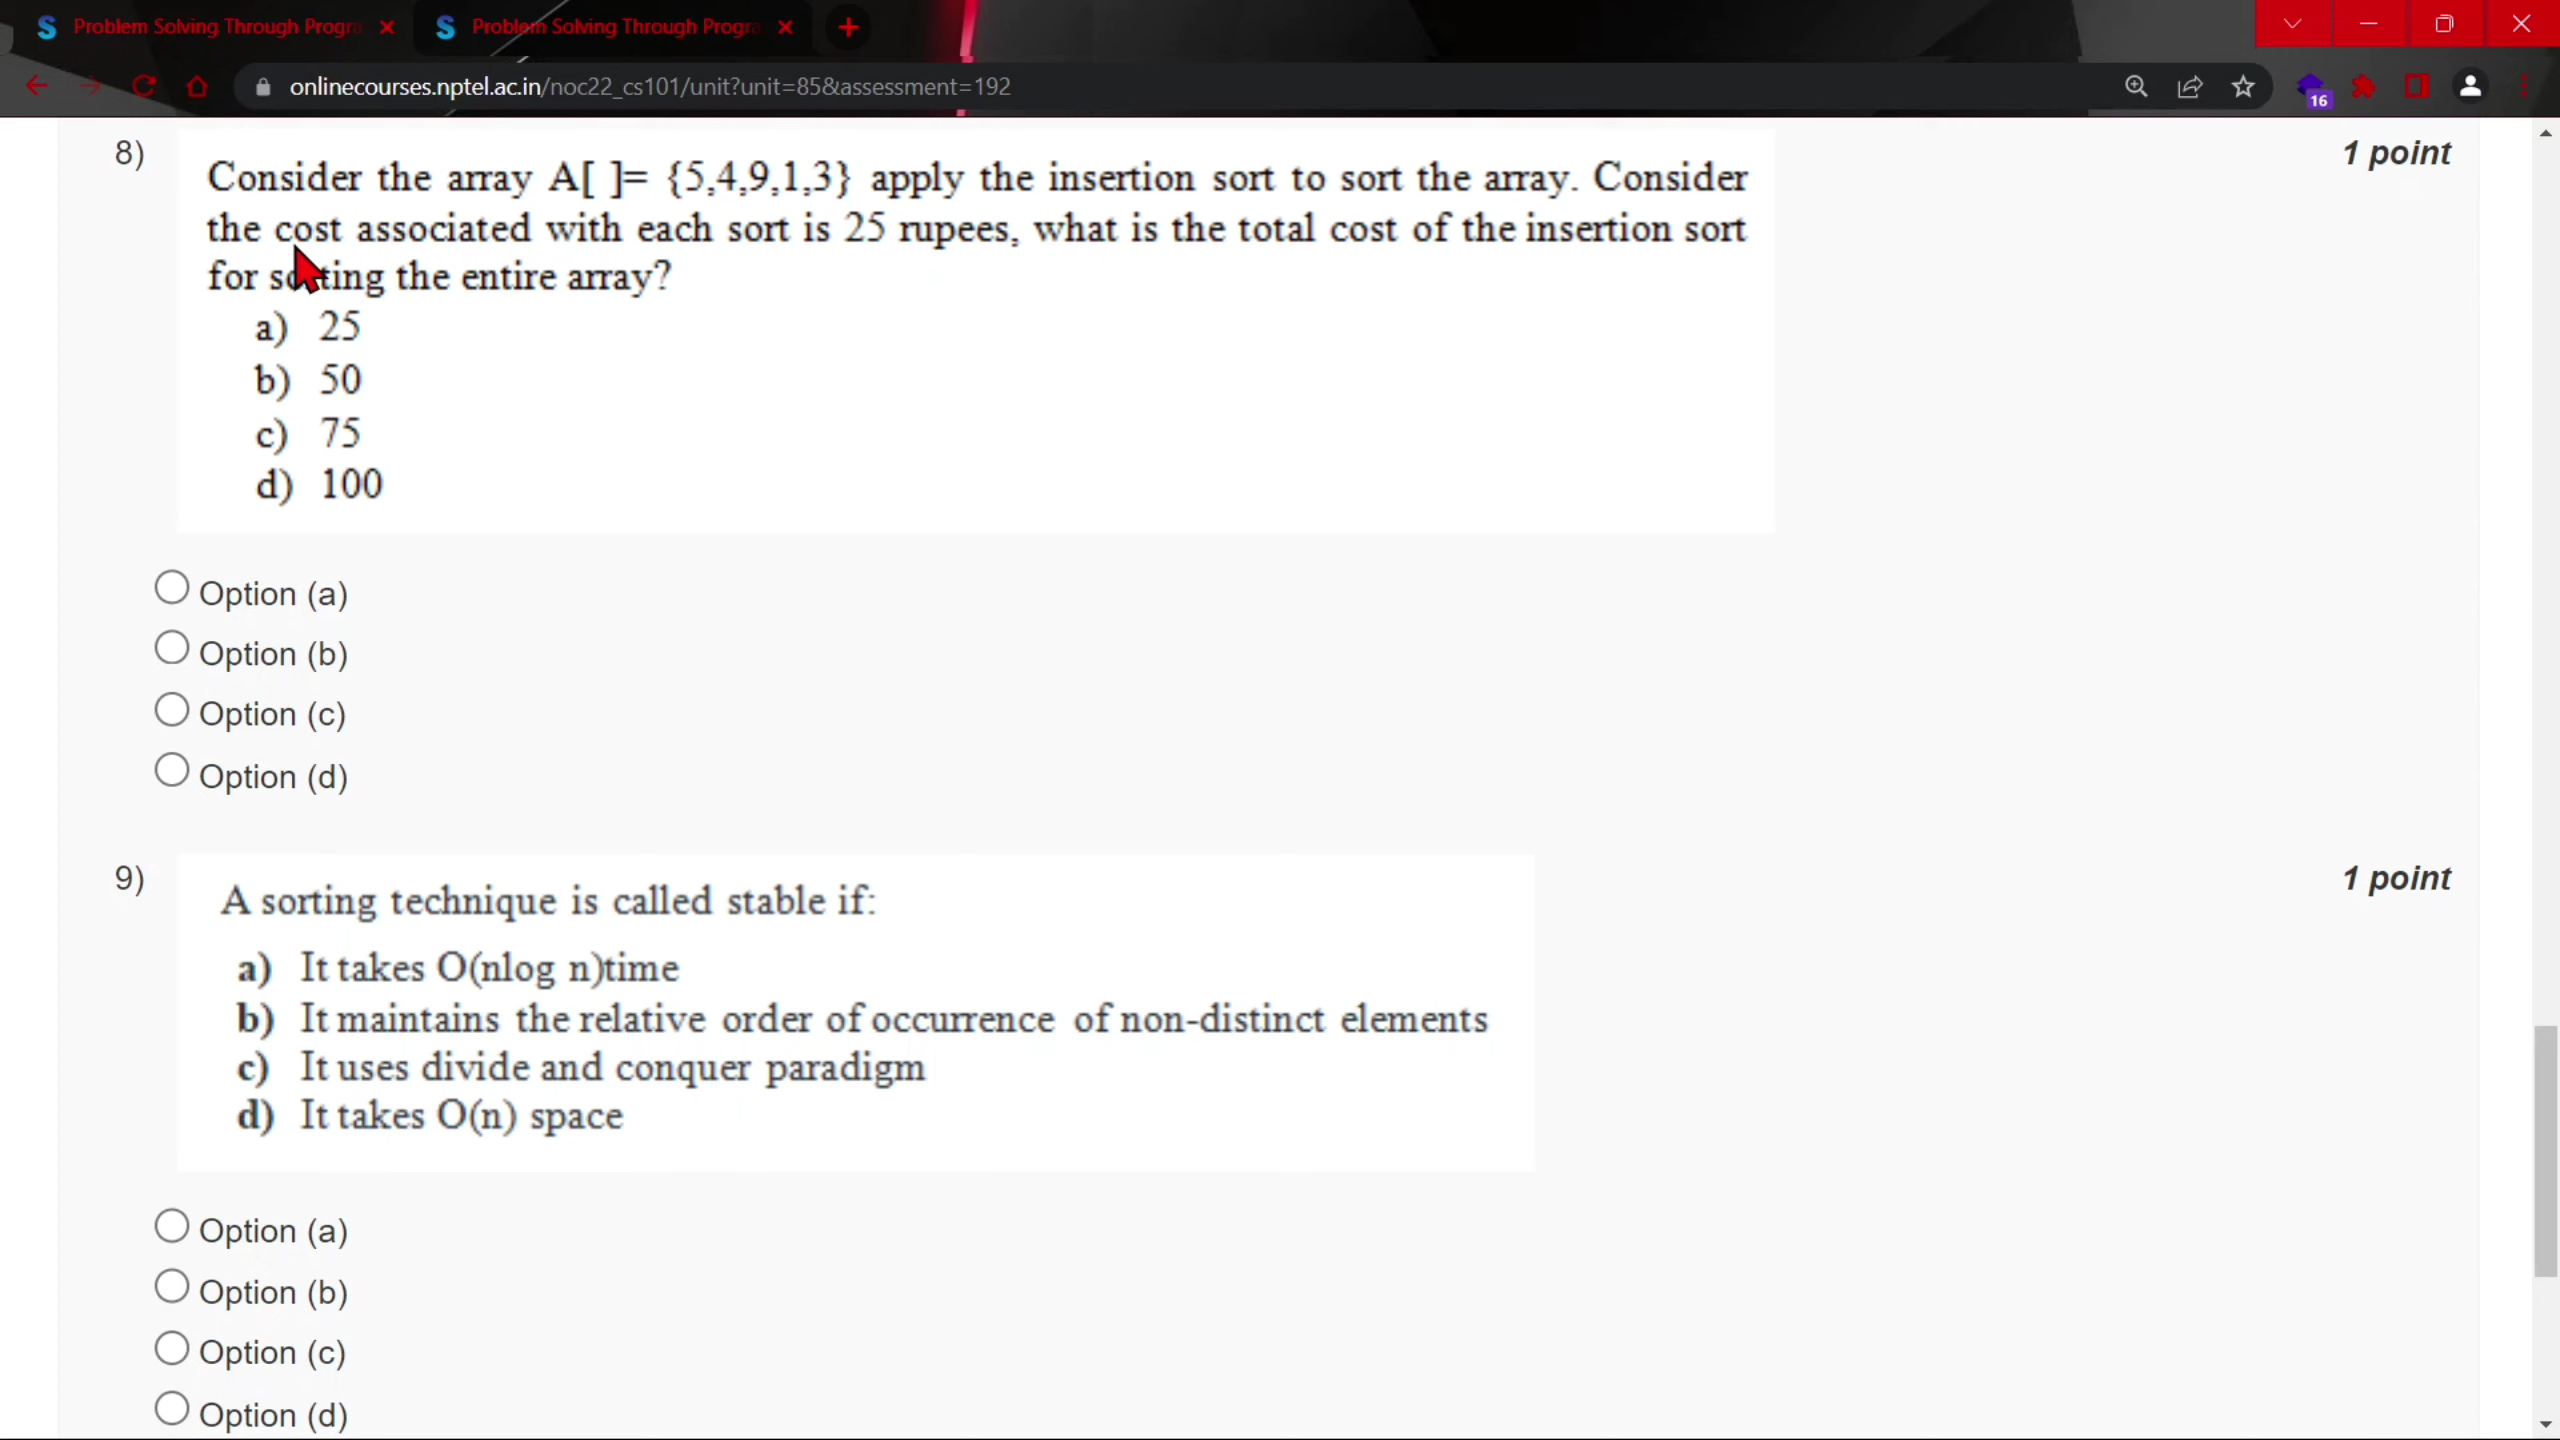 Problem Solving Through Progra
Problem Solving Through Progra
onlinecourses.nptel.ac.in/noc22_cs101/unit?unit=85&assessment=192
16
8)
1 point
Consider the array A[ ]= {5,4,9,1,3} apply the insertion sort to sort the array. Consider
the cost associated with each sort is 25 rupees, what is the total cost of the insertion sort
for sorting the entire array?
a) 25
b) 50
c) 75
d) 100
Option (a)
Option (b)
Option (c)
Option (d)
9)
1 point
A sorting technique is called stable if:
a) It takes O(nlog n)time
b) It maintains the relative order of occurrence of non-distinct elements
c) It uses divide and conquer paradigm
d) It takes O(n) space
Option (a)
Option (b)
Option (c)
Option (d)